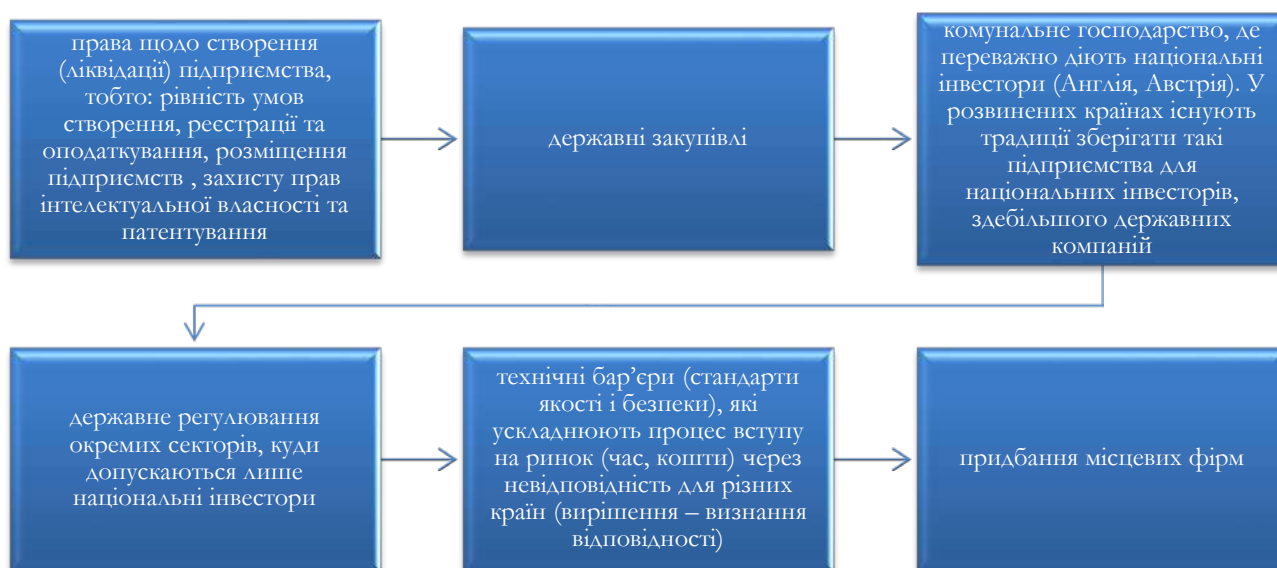 права щодо створення
(ліквідації) підприємства,
тобто: рівність умов
створення, реєстрації та
оподаткування, розміщення
підприємств , захисту прав
інтелектуальної власності та
патентування
державні закупівлі
комунальне господарство, де
переважно діють національні
інвестори (Англія, Австрія). У
розвинених країнах існують
традиції зберігати такі
підприємства для
національних інвесторів,
здебільшого державних
компаній
державне регулювання
окремих секторів, куди
допускаються лише
національні інвестори
технічні бар’єри (стандарти
якості і безпеки), які
ускладнюють процес вступу
на ринок (час, кошти) через
невідповідність для різних
країн (вирішення – визнання
відповідності)
придбання місцевих фірм